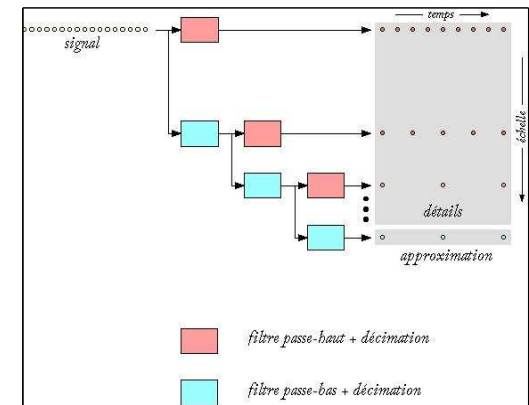 temps
signal
échelle
détails
approximation
filtre passe-haut + décimation
filtre passe-bas + décimation